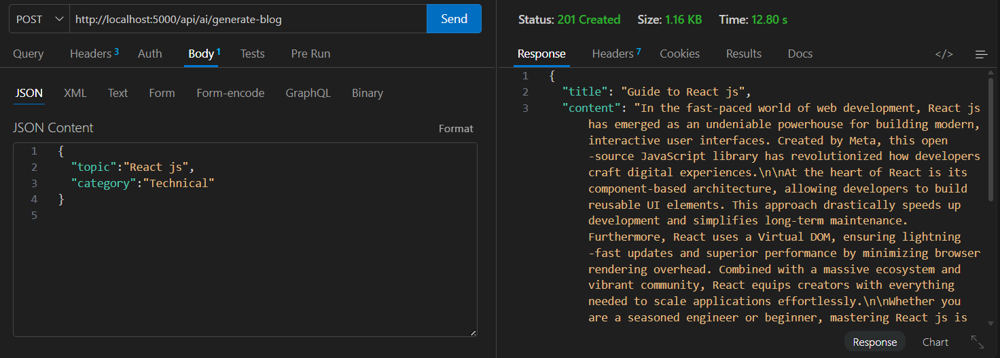 POST http://localhost:5000/api/ai/generate-blog Send
Query Headers 3 Auth Body 1 Tests Pre Run
JSON XML Text Form Form-encode GraphQL Binary
JSON Content Format
1 {
2 "topic":"React js",
3 "category":"Technical"
4 }
5
Status: 201 Created Size: 1.16 KB Time: 12.80 s
Response Headers 7 Cookies Results Docs </>
1 {
2 "title": "Guide to React js",
3 "content": "In the fast-paced world of web development, React js
has emerged as an undeniable powerhouse for building modern,
interactive user interfaces. Created by Meta, this open
-source JavaScript library has revolutionized how developers
craft digital experiences.\n\nAt the heart of React is its
component-based architecture, allowing developers to build
reusable UI elements. This approach drastically speeds up
development and simplifies long-term maintenance.
Furthermore, React uses a Virtual DOM, ensuring lightning
-fast updates and superior performance by minimizing browser
rendering overhead. Combined with a massive ecosystem and
vibrant community, React equips creators with everything
needed to scale applications effortlessly.\n\nWhether you
are a seasoned engineer or beginner, mastering React js is
Response Chart